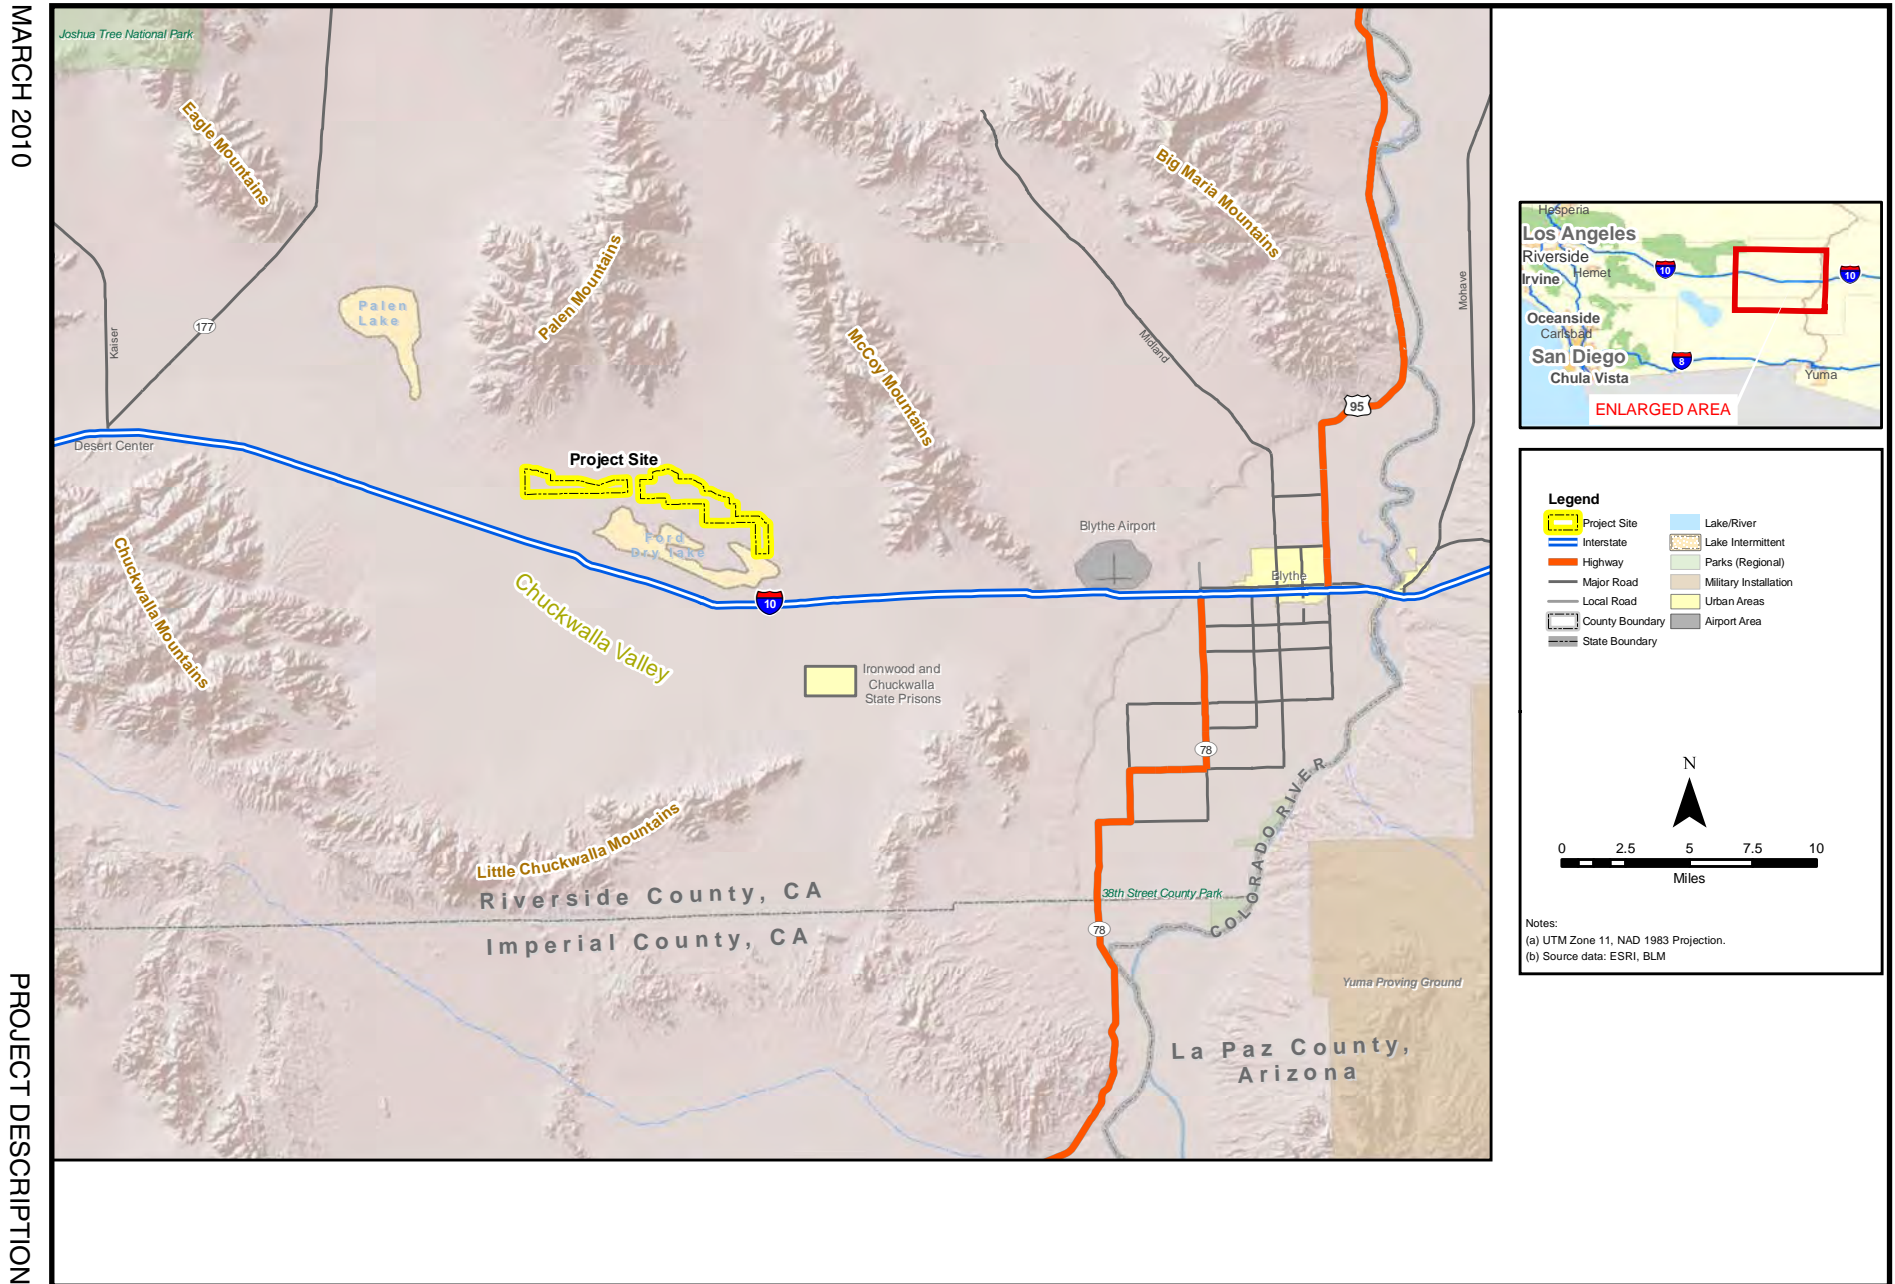 MARCH 2010
PROJECT DESCRIPTION
Joshua Tree National Park
Eagle Mountains
Palen Mountains
Big Maria Mountains
McCoy Mountains
Palen
Lake
177
Kaiser
Midland
Mohave
95
Desert Center
Project Site
Ford
Dry Lake
Blythe Airport
Blythe
10
Chuckwalla Mountains
Chuckwalla Valley
Ironwood and
Chuckwalla
State Prisons
78
Little Chuckwalla Mountains
COLORADO RIVER
Riverside County, CA
Imperial County, CA
38th Street County Park
78
Yuma Proving Ground
La Paz County,
Arizona
Hesperia
Los Angeles
Riverside
Hemet
Irvine
10
10
Oceanside
Carlsbad
San Diego
Chula Vista
8
Yuma
ENLARGED AREA
Legend
Project Site
Interstate
Highway
Major Road
Local Road
County Boundary
State Boundary
Lake/River
Lake Intermittent
Parks (Regional)
Military Installation
Urban Areas
Airport Area
N
0 2.5 5 7.5 10
Miles
Notes:
(a) UTM Zone 11, NAD 1983 Projection.
(b) Source data: ESRI, BLM